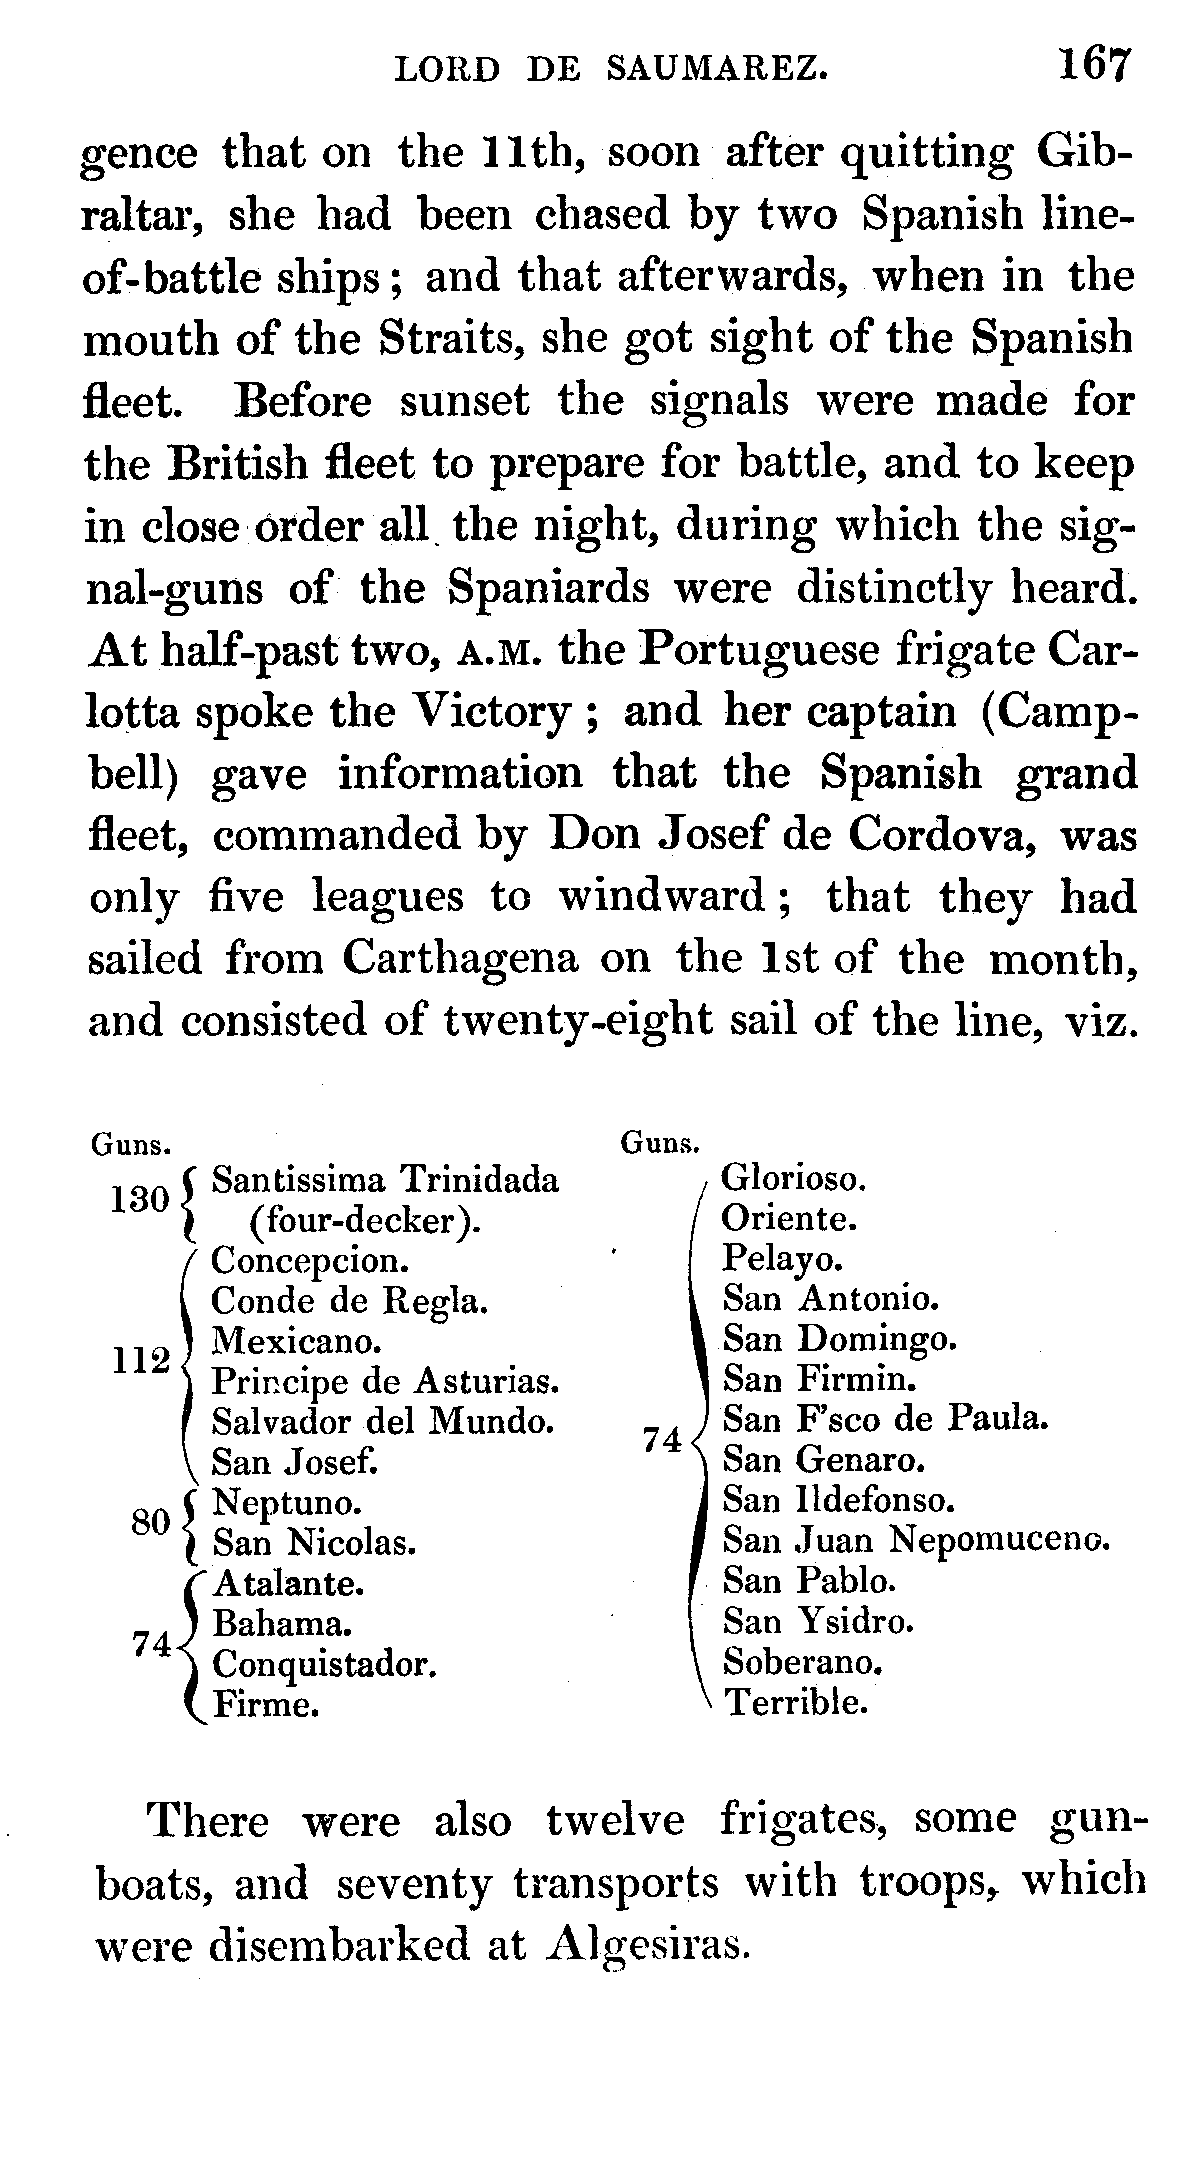 LORD DE SAUMAREZ. 167
gence that on the 11th, soon after quitting Gib-
raltar, she had been chased by two Spanish line-
of-battle ships; and that afterwards, when in the
mouth of the Straits, she got sight of the Spanish
fleet. Before sunset the signals were made for
the British fleet to prepare for battle, and to keep
in close order all the night, during which the sig-
nal-guns of the Spaniards were distinctly heard.
At half-past two, A.M. the Portuguese frigate Car-
lotta spoke the Victory; and her captain (Camp-
bell) gave information that the Spanish grand
fleet, commanded by Don Josef de Cordova, was
only five leagues to windward; that they had
sailed from Carthagena on the 1st of the month,
and consisted of twenty-eight sail of the line, viz.
Guns.
130 { Santissima Trinidada
(four-decker).
Concepcion.
Conde de Regla.
Mexicano.
112 {
Principe de Asturias.
Salvador del Mundo.
San Josef.
80 { Neptuno.
San Nicolas.
Atalante.
Bahama.
74 {
Conquistador.
Firme.
Guns.
Glorioso.
Oriente.
Pelayo.
San Antonio.
San Domingo.
San Firmin.
San F'sco de Paula.
74 {
San Genaro.
San Ildefonso.
San Juan Nepomuceno.
San Pablo.
San Ysidro.
Soberano.
Terrible.
There were also twelve frigates, some gun-
boats, and seventy transports with troops, which
were disembarked at Algesiras.